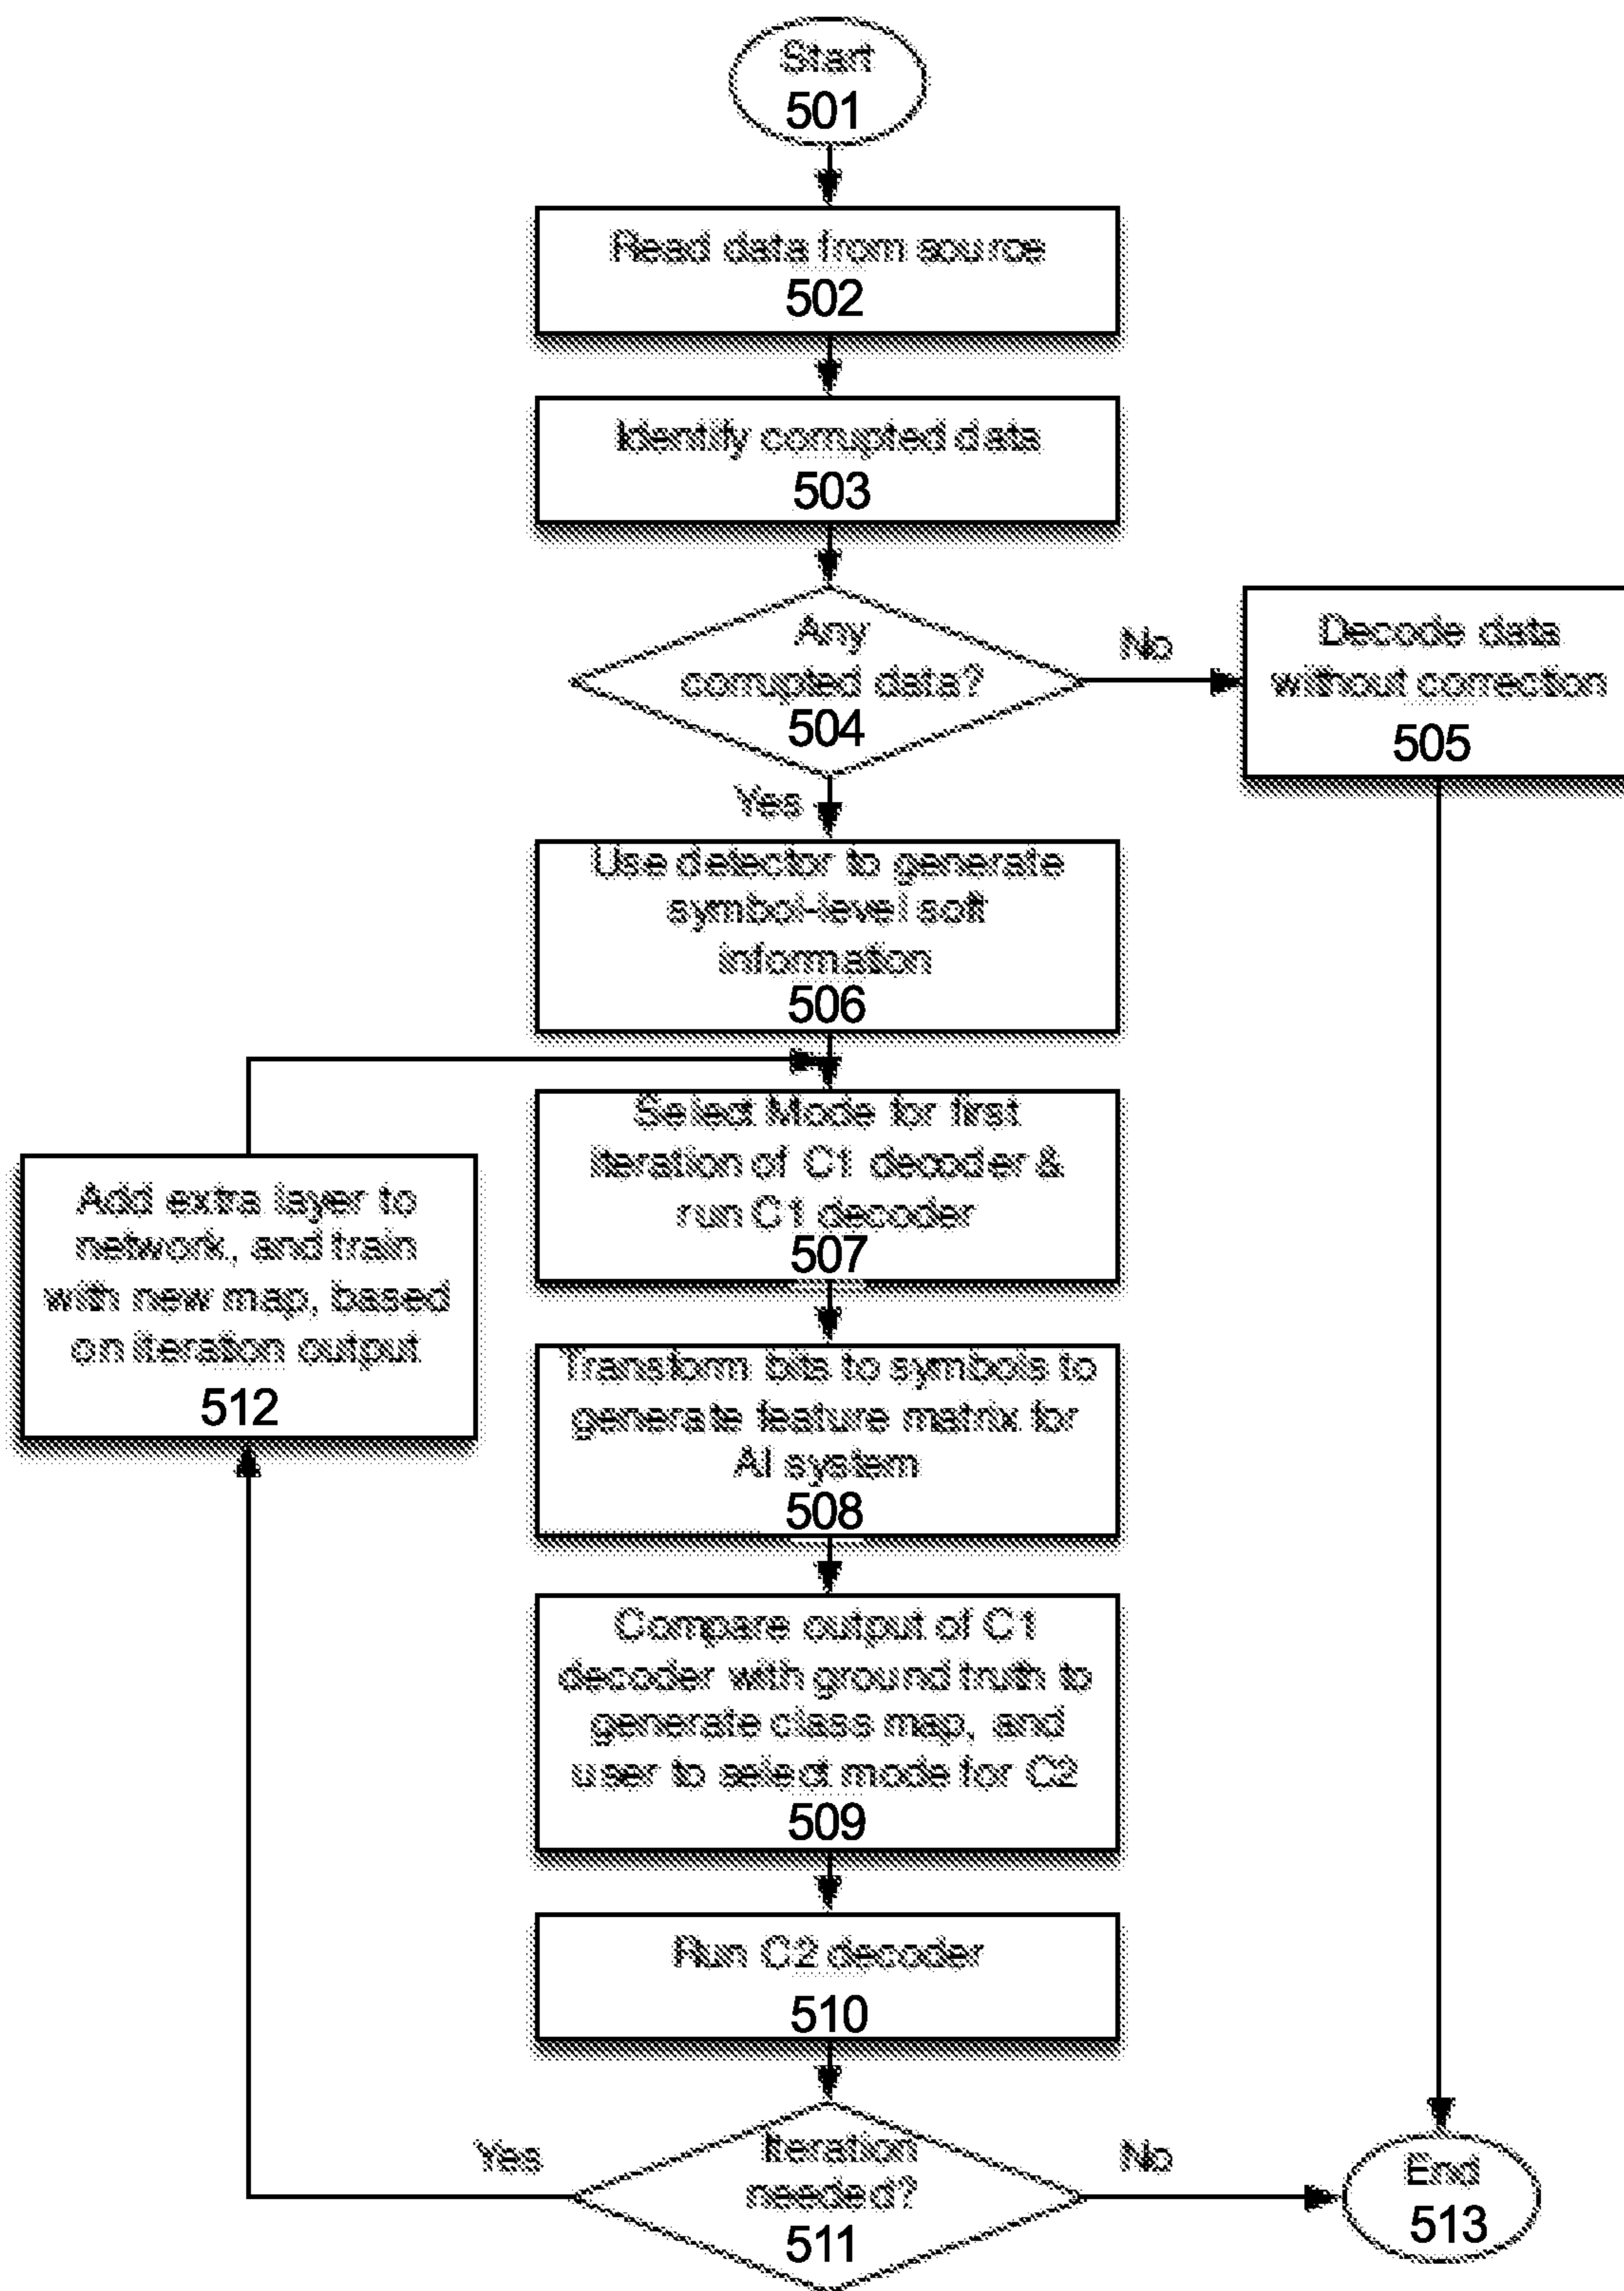 Start
501
Read data from source
502
Identify corrupted data
503
Any
corrupted data?
504
No
Decode data
without correction
505
Yes
Use detector to generate
symbol-level soft
information
506
Select Mode for first
iteration of C1 decoder &
run C1 decoder
507
Add extra layer to
network, and train
with new map, based
on iteration output
512
Transform bits to symbols to
generate feature matrix for
AI system
508
Compare output of C1
decoder with ground truth to
generate class map, and
user to select mode for C2
509
Run C2 decoder
510
Yes
Iteration
needed?
511
No
End
513